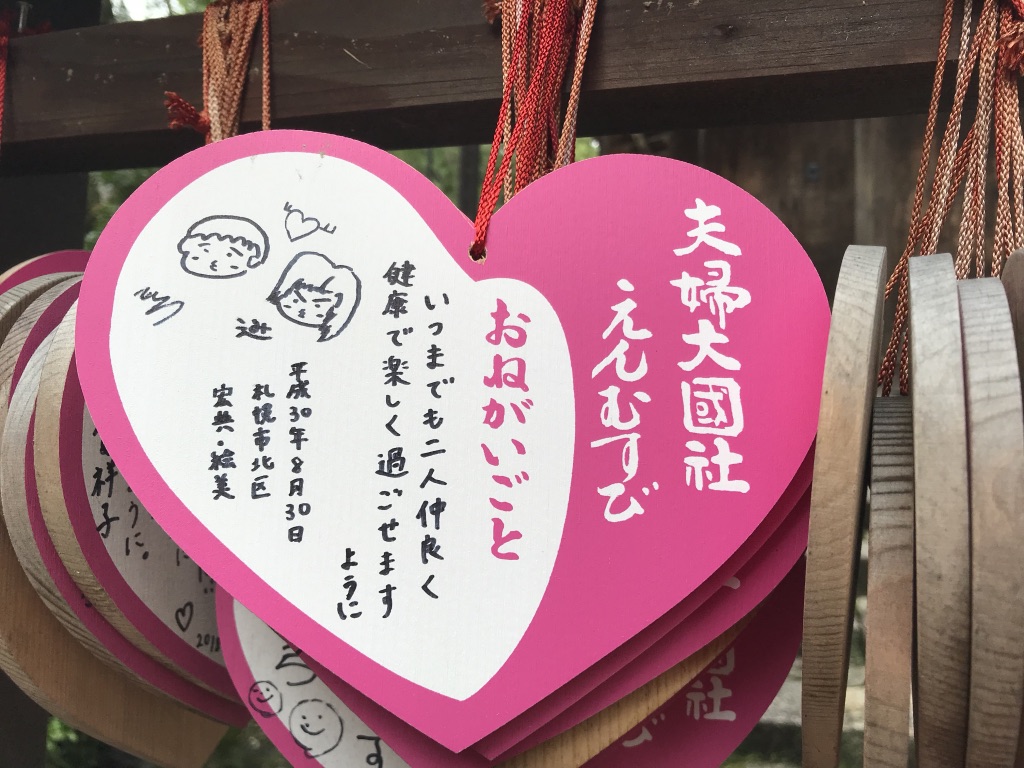 夫婦大國社
えんむすび
おねがいごと
いつまでも二人仲良く
健康で楽しく過ごせます
ように
平成30年8月30日
札幌市北区
宏典・絵美
祥子
うに。
2018
う
す
社
び